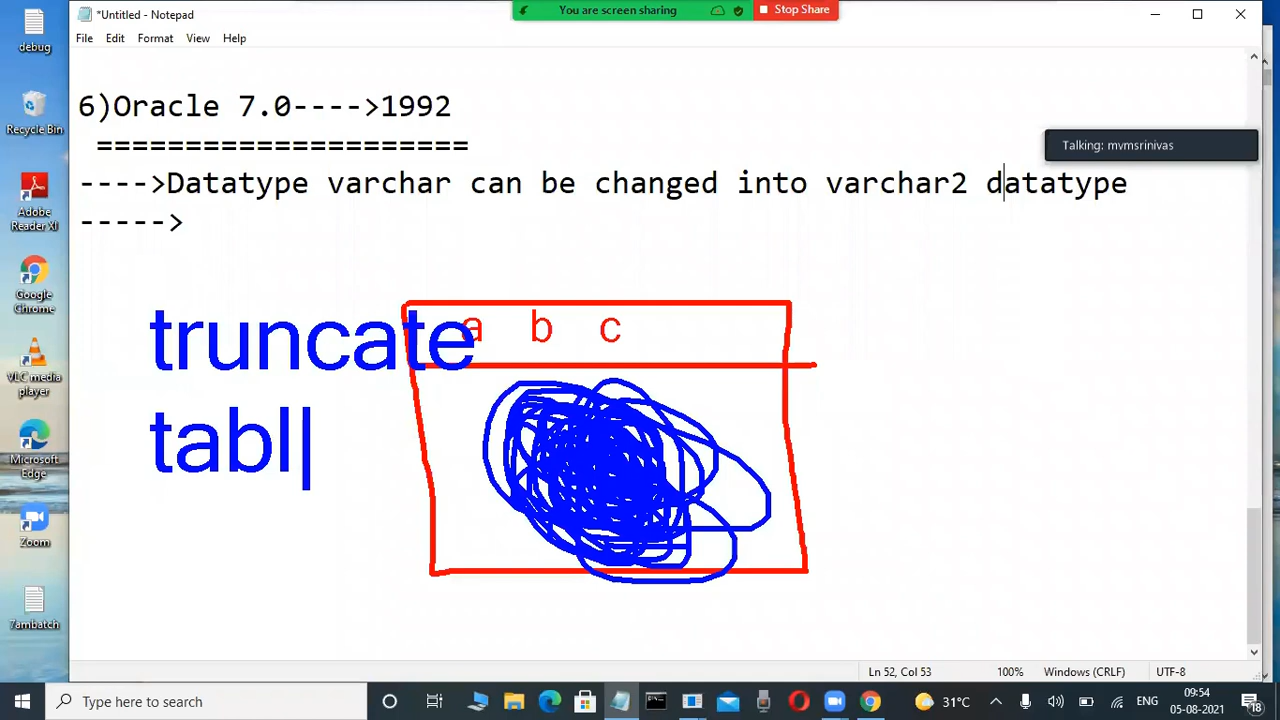 *Untitled - Notepad
You are screen sharing
Stop Share
File Edit Format View Help
6)Oracle 7.0---->1992
=====================
---->Datatype varchar can be changed into varchar2 datatype
----->
Talking: mvmsrinivas
a b c
truncate
tabl
debug
Recycle Bin
Adobe
Reader XI
Google
Chrome
VLC media
player
Microsoft
Edge
Zoom
7ambatch
Ln 52, Col 53
100%
Windows (CRLF)
UTF-8
Type here to search
31°C
ENG
09:54
05-08-2021
18